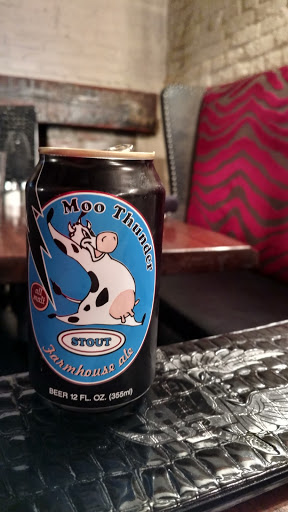 Moo Thunder
all
malt
STOUT
Farmhouse ale
BEER 12 FL. OZ. (355ml)